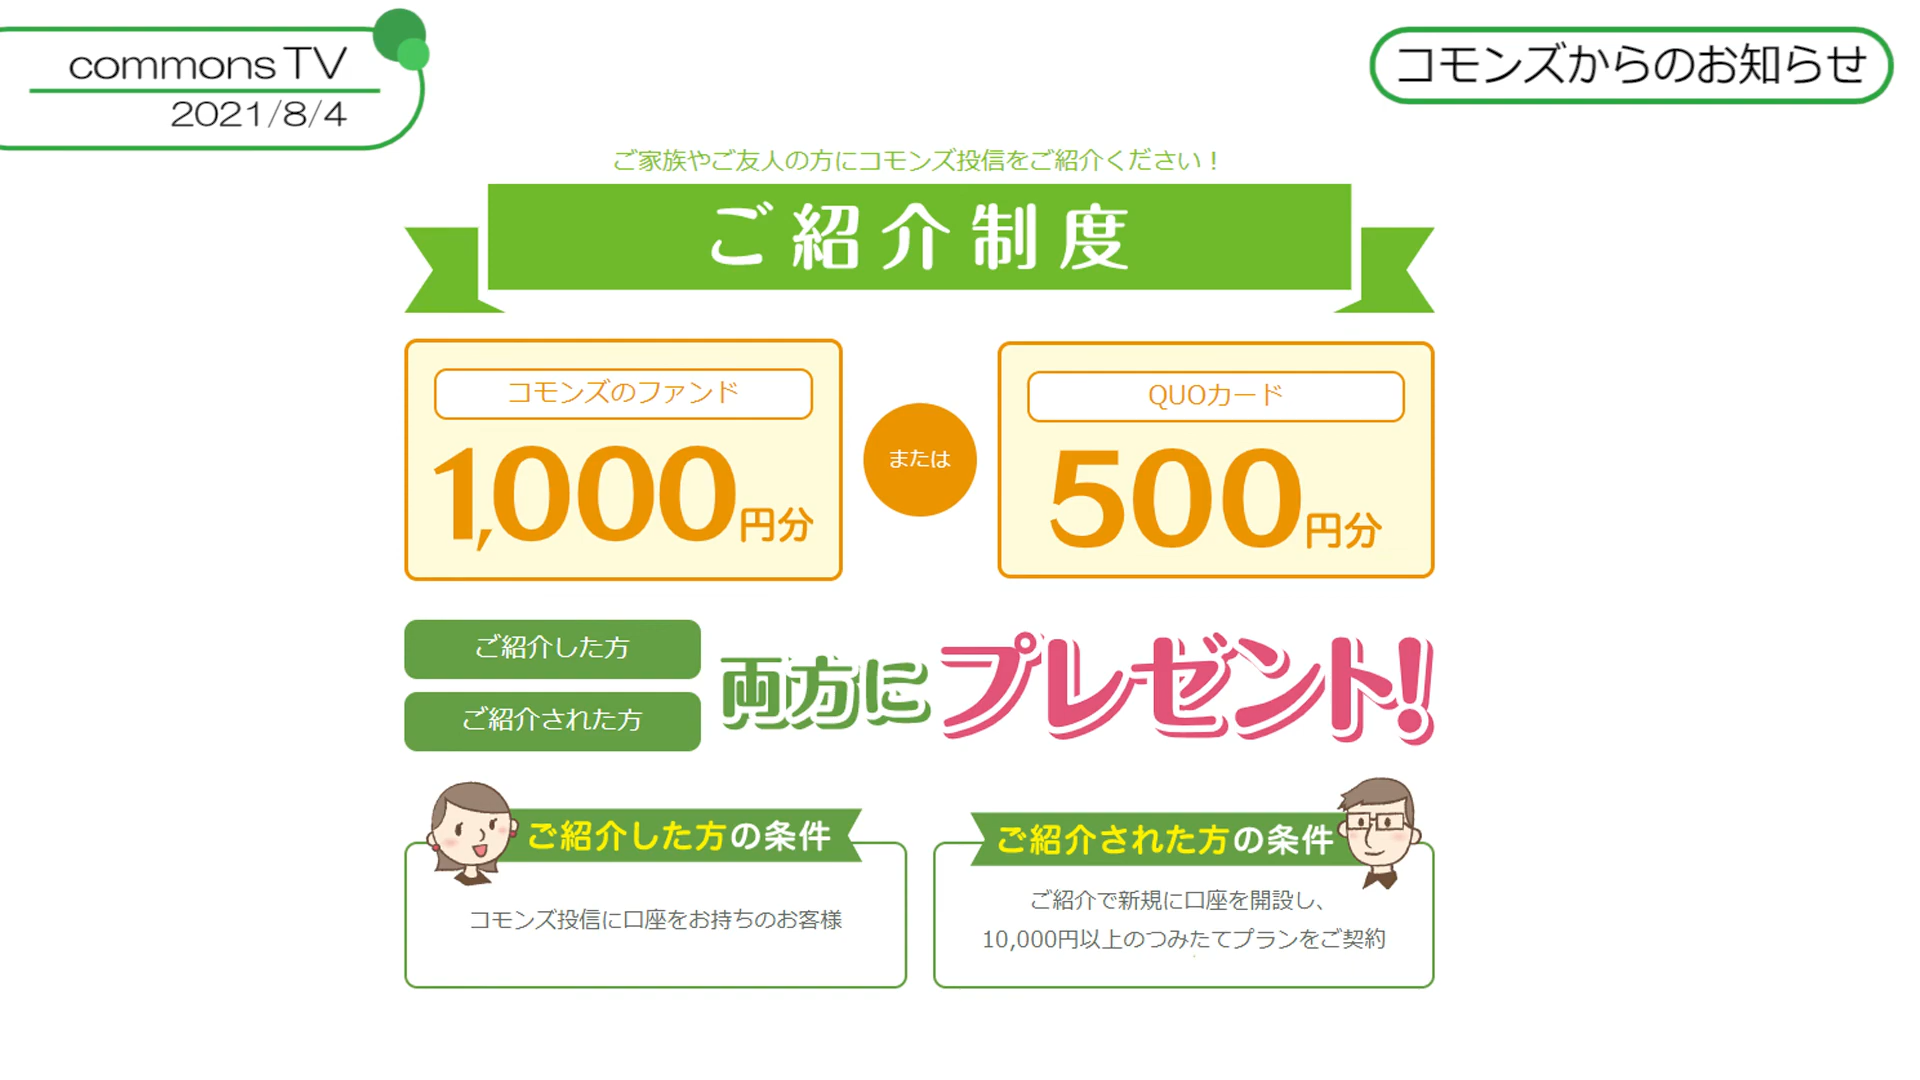 commons TV
2021/8/4
コモンズからのお知らせ
ご家族やご友人の方にコモンズ投信をご紹介ください！
ご紹介制度
コモンズのファンド
1,000円分
または
QUOカード
500円分
ご紹介した方
ご紹介された方
両方にプレゼント!
ご紹介した方の条件
コモンズ投信に口座をお持ちのお客様
ご紹介された方の条件
ご紹介で新規に口座を開設し、
10,000円以上のつみたてプランをご契約